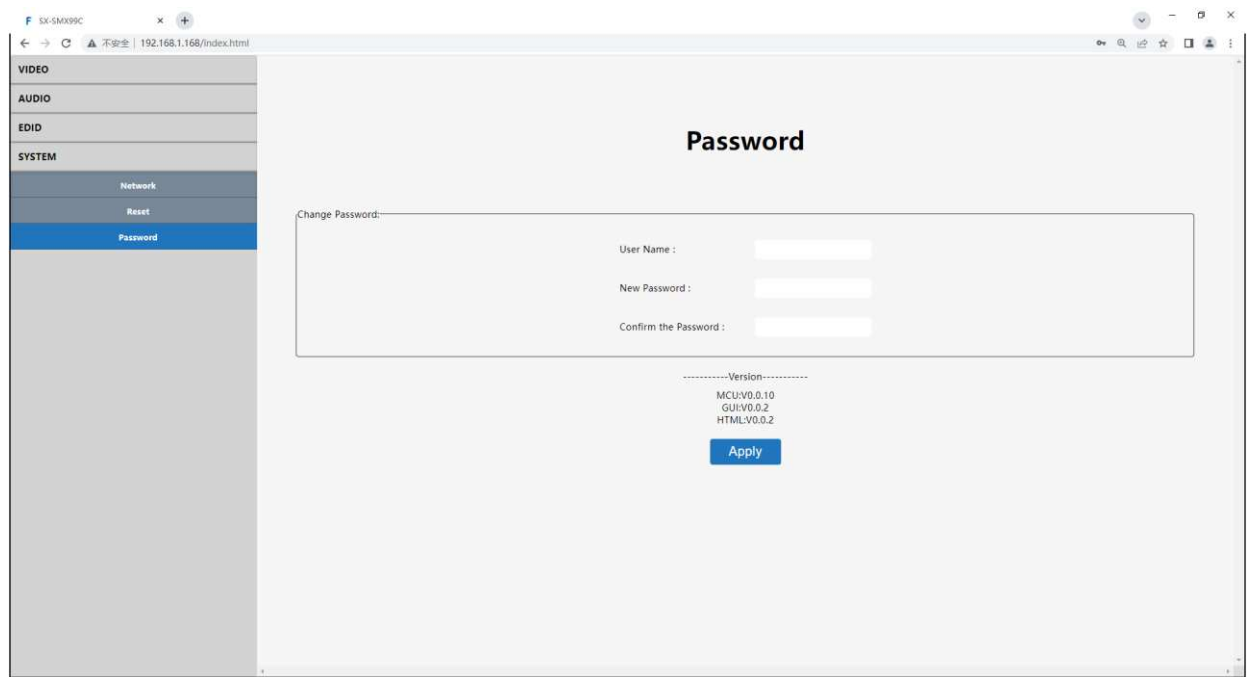 F SX-SMX99C
不安全 | 192.168.1.168/index.html
VIDEO
AUDIO
EDID
SYSTEM
Network
Reset
Password
Password
Change Password:
User Name :
New Password :
Confirm the Password :
-----------Version-----------
MCU:V0.0.10
GUI:V0.0.2
HTML:V0.0.2
Apply